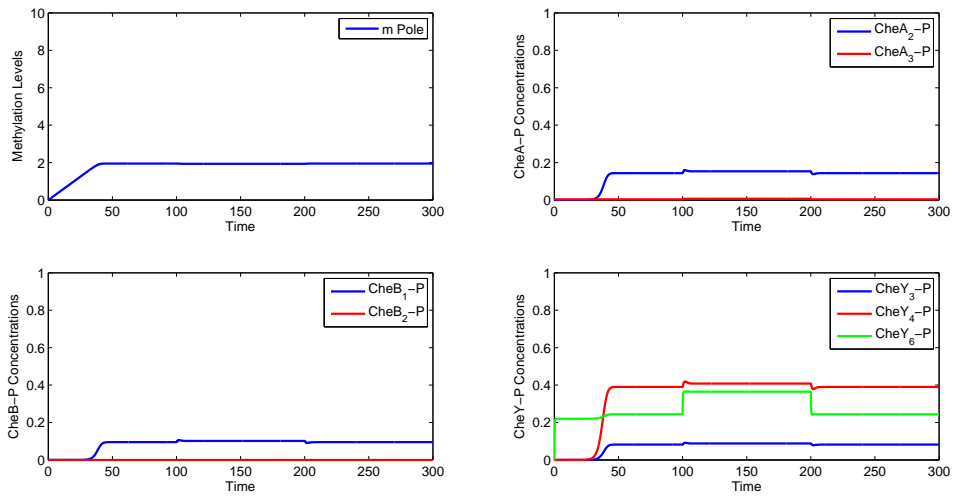 10
8
6
4
2
0
0 50 100 150 200 250 300
Time
Methylation Levels
m Pole
1
0.8
0.6
0.4
0.2
0
0 50 100 150 200 250 300
Time
CheA−P Concentrations
CheA₂−P
CheA₃−P
1
0.8
0.6
0.4
0.2
0
0 50 100 150 200 250 300
Time
CheB−P Concentrations
CheB₁−P
CheB₂−P
1
0.8
0.6
0.4
0.2
0
0 50 100 150 200 250 300
Time
CheY−P Concentrations
CheY₃−P
CheY₄−P
CheY₆−P